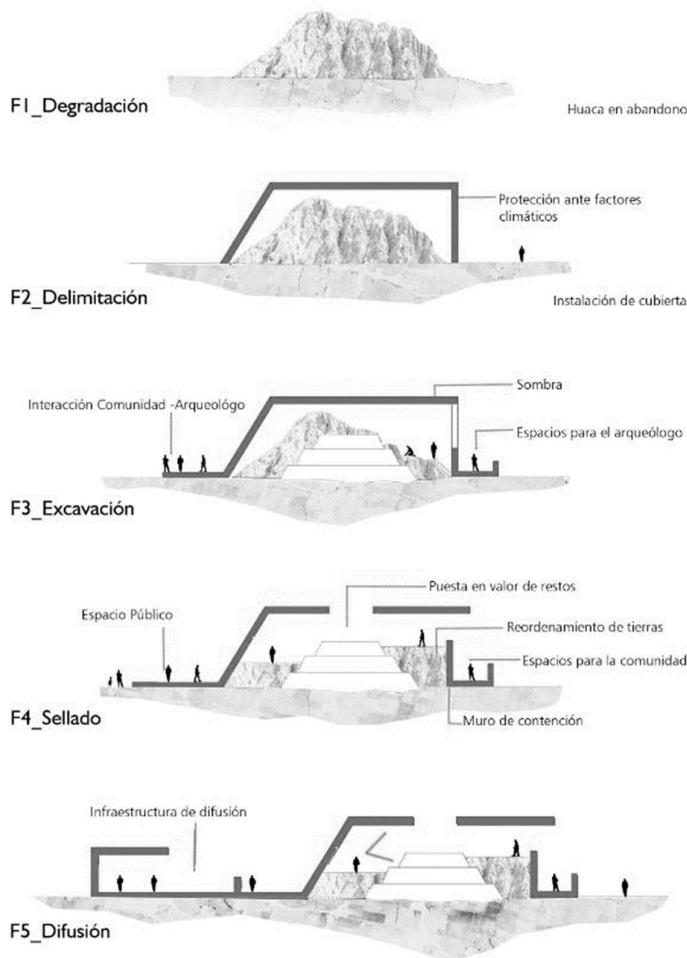 F1_Degradación
Huaca en abandono
Protección ante factores
climáticos
F2_Delimitación
Instalación de cubierta
Sombra
Interacción Comunidad -Arqueológo
Espacios para el arqueólogo
F3_Excavación
Puesta en valor de restos
Espacio Público
Reordenamiento de tierras
Espacios para la comunidad
Muro de contención
F4_Sellado
Infraestructura de difusión
F5_Difusión